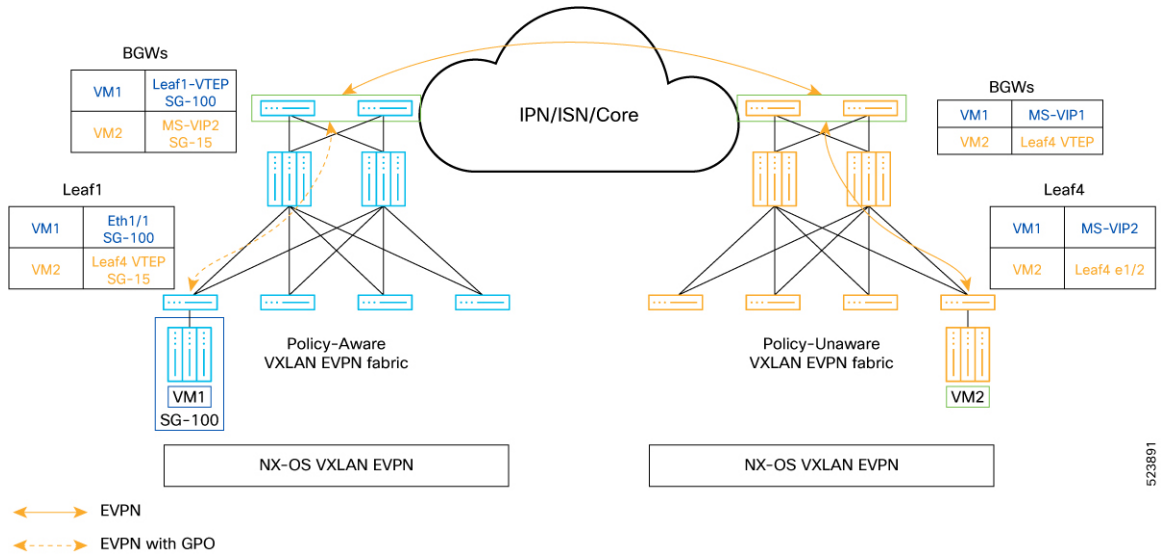 BGWs
VM1
Leaf1-VTEP
SG-100
VM2
MS-VIP2
SG-15
IPN/ISN/Core
BGWs
VM1
MS-VIP1
VM2
Leaf4 VTEP
Leaf1
VM1
Eth1/1
SG-100
VM2
Leaf4 VTEP
SG-15
Leaf4
VM1
MS-VIP2
VM2
Leaf4 e1/2
Policy-Aware
VXLAN EVPN fabric
Policy-Unaware
VXLAN EVPN fabric
VM1
SG-100
VM2
NX-OS VXLAN EVPN
NX-OS VXLAN EVPN
523891
EVPN
EVPN with GPO